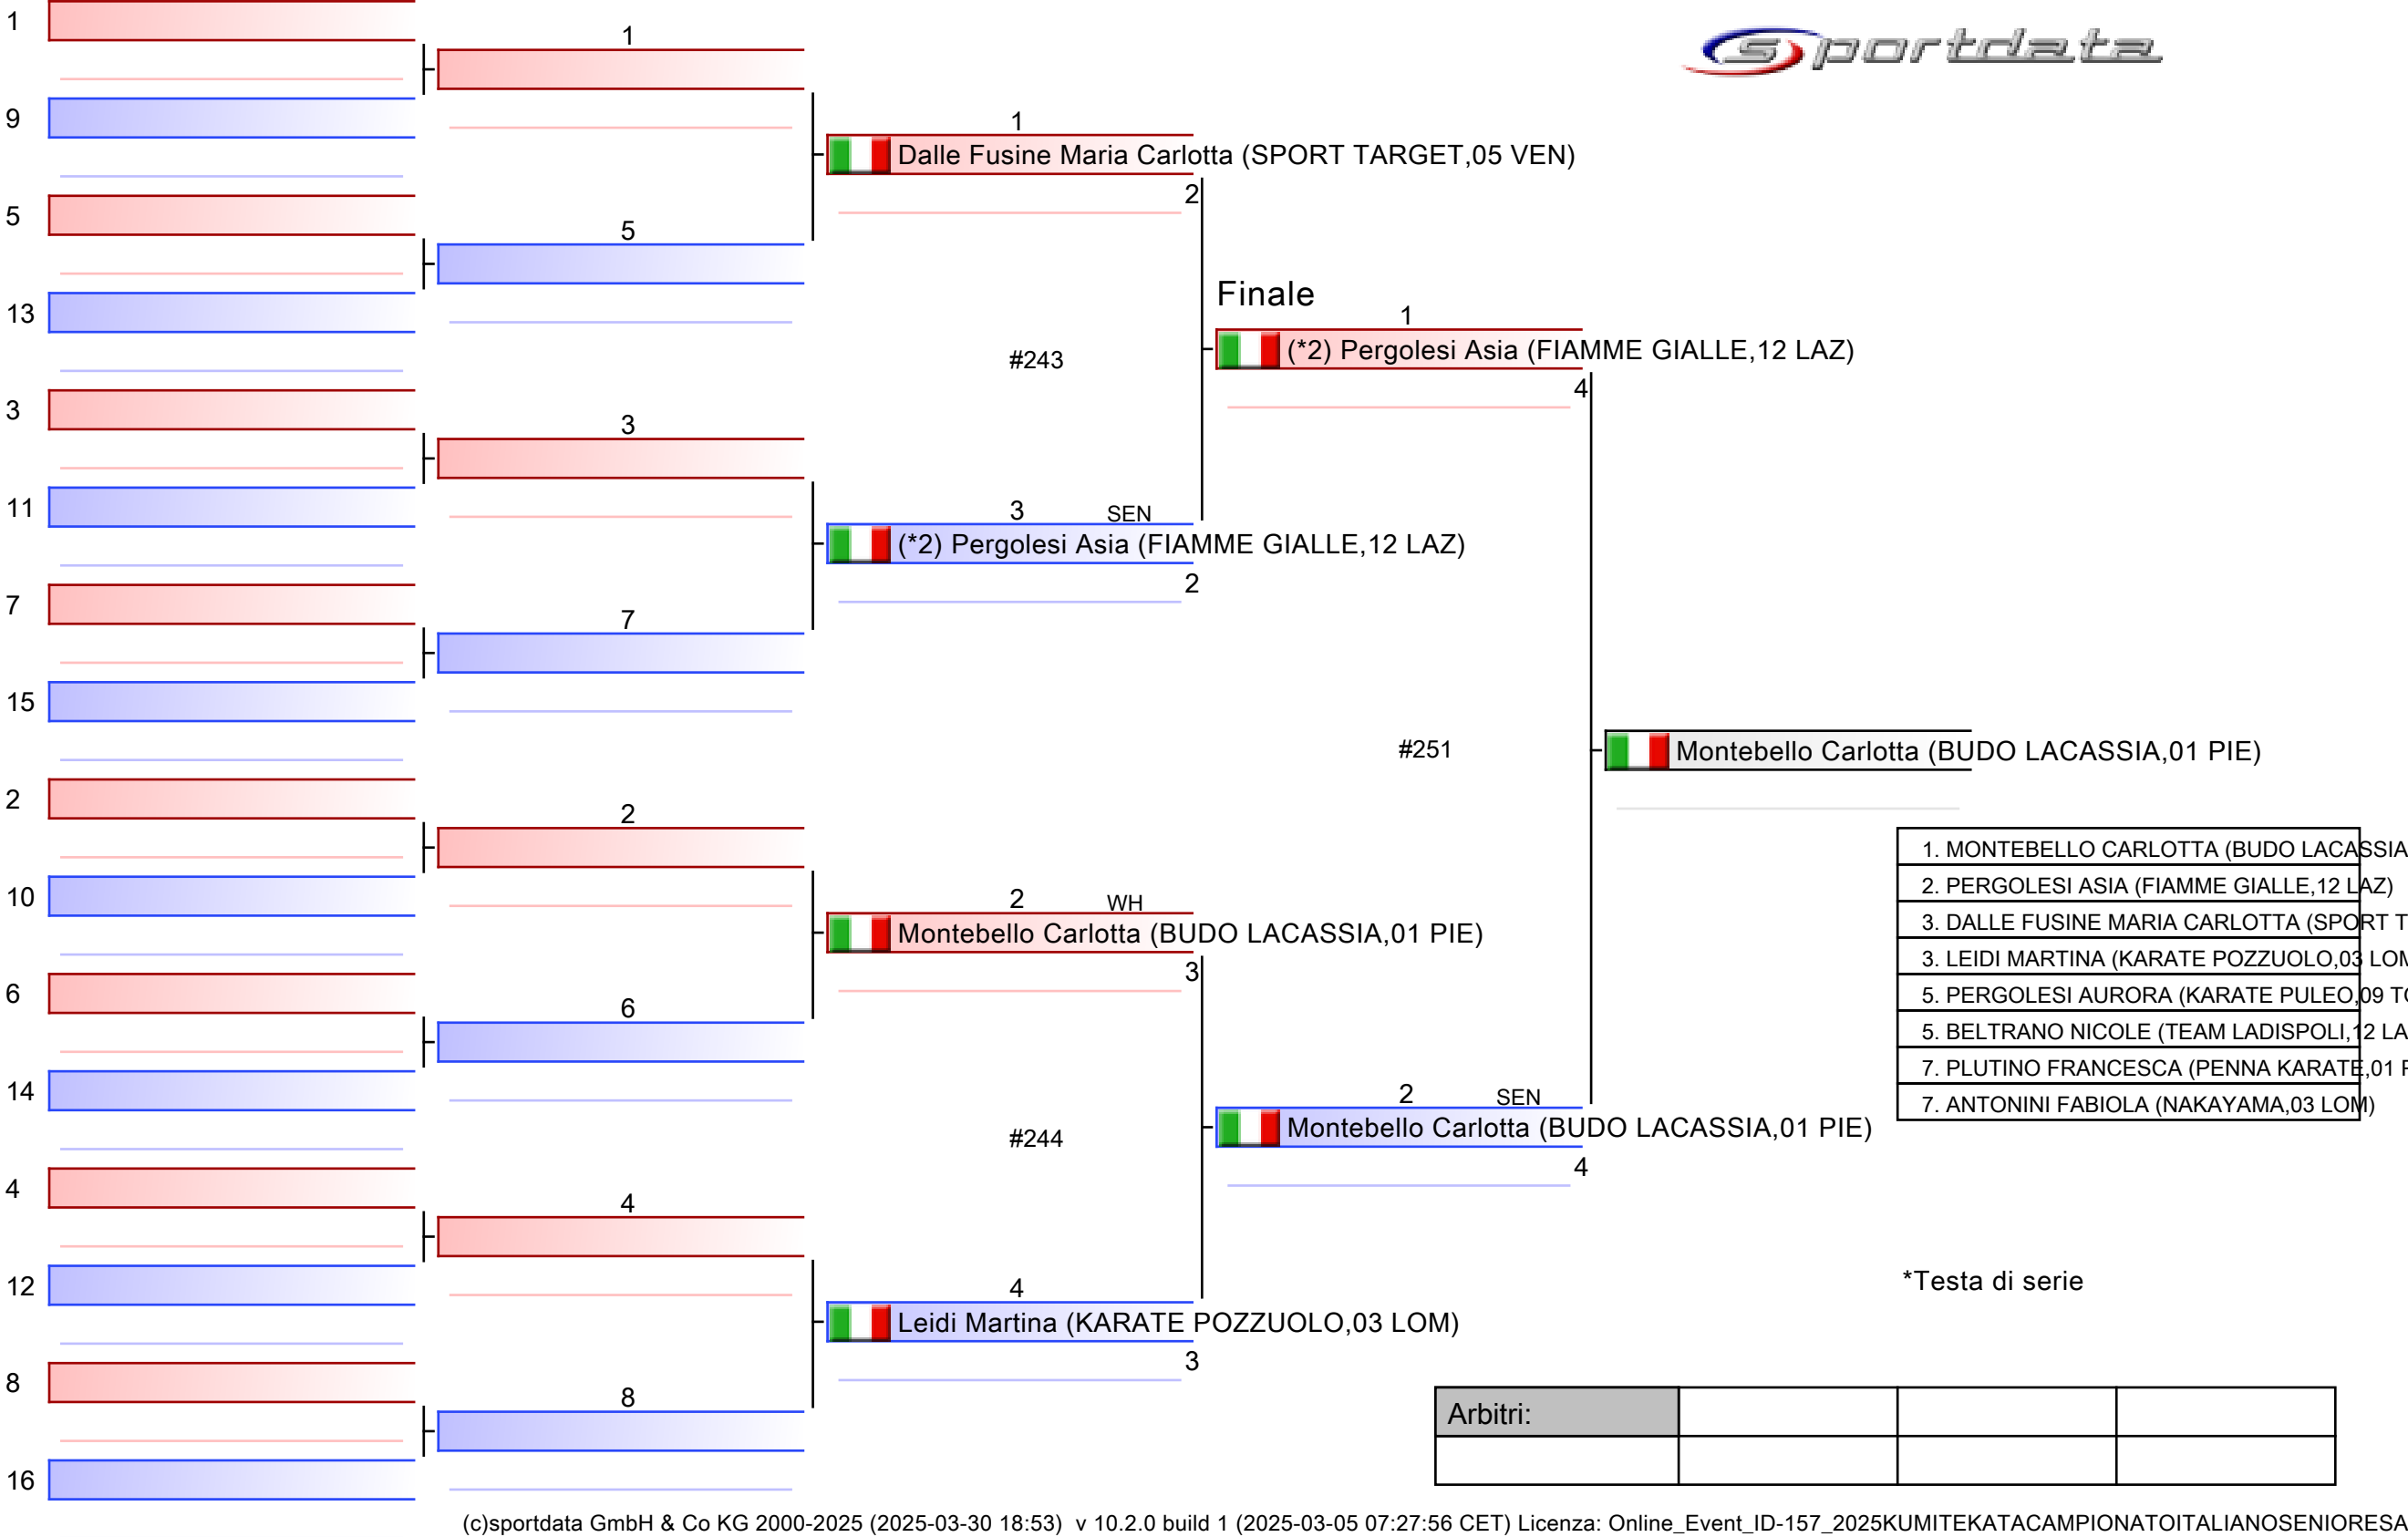 sportdata
1
9
5
13
3
11
7
15
2
10
6
14
4
12
8
16
1
5
3
7
2
6
4
8
1
Dalle Fusine Maria Carlotta (SPORT TARGET,05 VEN)
2
#243
3 SEN
(*2) Pergolesi Asia (FIAMME GIALLE,12 LAZ)
2
2 WH
Montebello Carlotta (BUDO LACASSIA,01 PIE)
3
#244
4
Leidi Martina (KARATE POZZUOLO,03 LOM)
3
Finale
1
(*2) Pergolesi Asia (FIAMME GIALLE,12 LAZ)
4
#251
2 SEN
Montebello Carlotta (BUDO LACASSIA,01 PIE)
4
Montebello Carlotta (BUDO LACASSIA,01 PIE)
1. MONTEBELLO CARLOTTA (BUDO LACASSIA
2. PERGOLESI ASIA (FIAMME GIALLE,12 LAZ)
3. DALLE FUSINE MARIA CARLOTTA (SPORT T
3. LEIDI MARTINA (KARATE POZZUOLO,03 LOM
5. PERGOLESI AURORA (KARATE PULEO,09 TO
5. BELTRANO NICOLE (TEAM LADISPOLI,12 LA
7. PLUTINO FRANCESCA (PENNA KARATE,01 P
7. ANTONINI FABIOLA (NAKAYAMA,03 LOM)
*Testa di serie
Arbitri:
(c)sportdata GmbH & Co KG 2000-2025 (2025-03-30 18:53) v 10.2.0 build 1 (2025-03-05 07:27:56 CET) Licenza: Online_Event_ID-157_2025KUMITEKATACAMPIONATOITALIANOSENIORESA